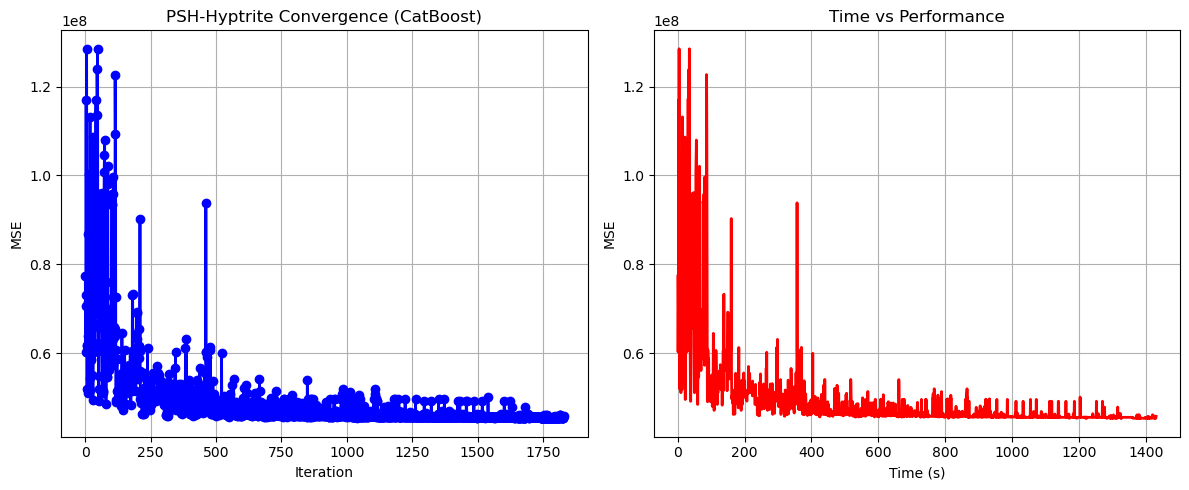 PSH-Hyptrite Convergence (CatBoost)
1e8
1.2
1.0
0.8
0.6
MSE
0 250 500 750 1000 1250 1500 1750
Iteration
Time vs Performance
1e8
1.2
1.0
0.8
0.6
MSE
0 200 400 600 800 1000 1200 1400
Time (s)